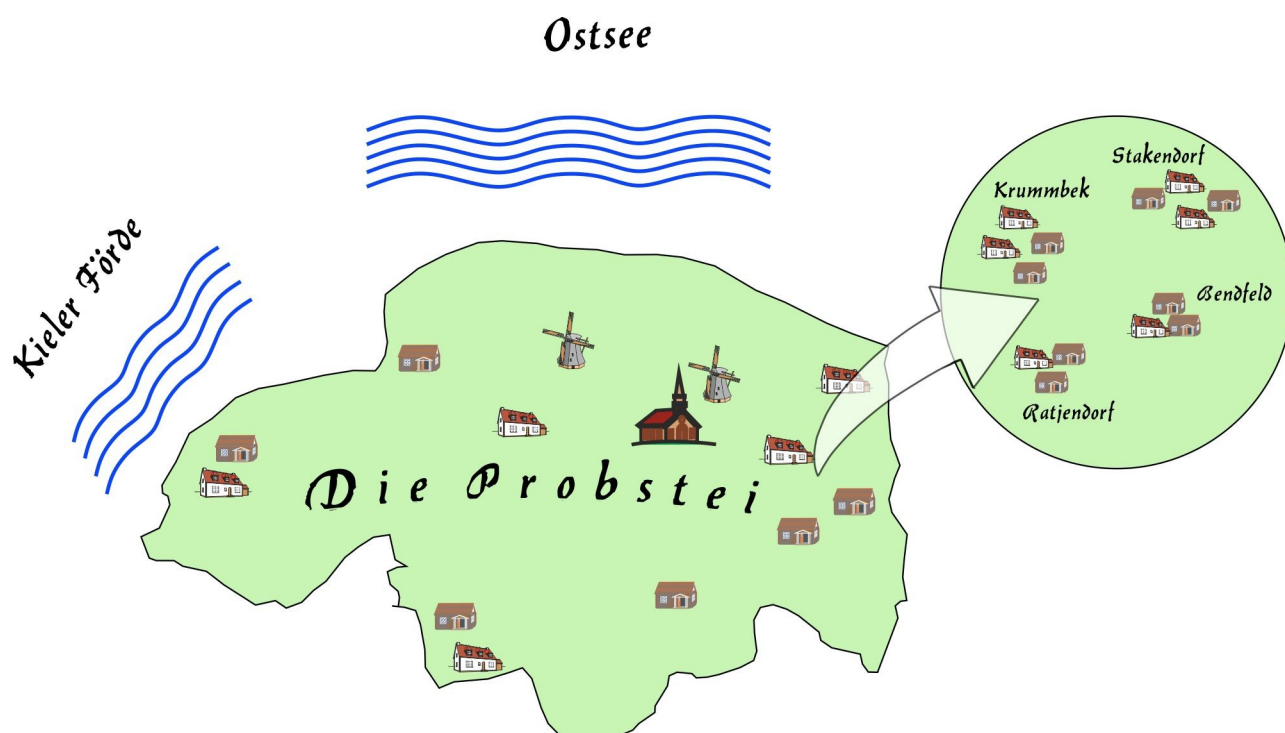 Ostsee
Kieler Förde
Stakendorf
Krummbek
Bendfeld
Ratjendorf
Die Probstei